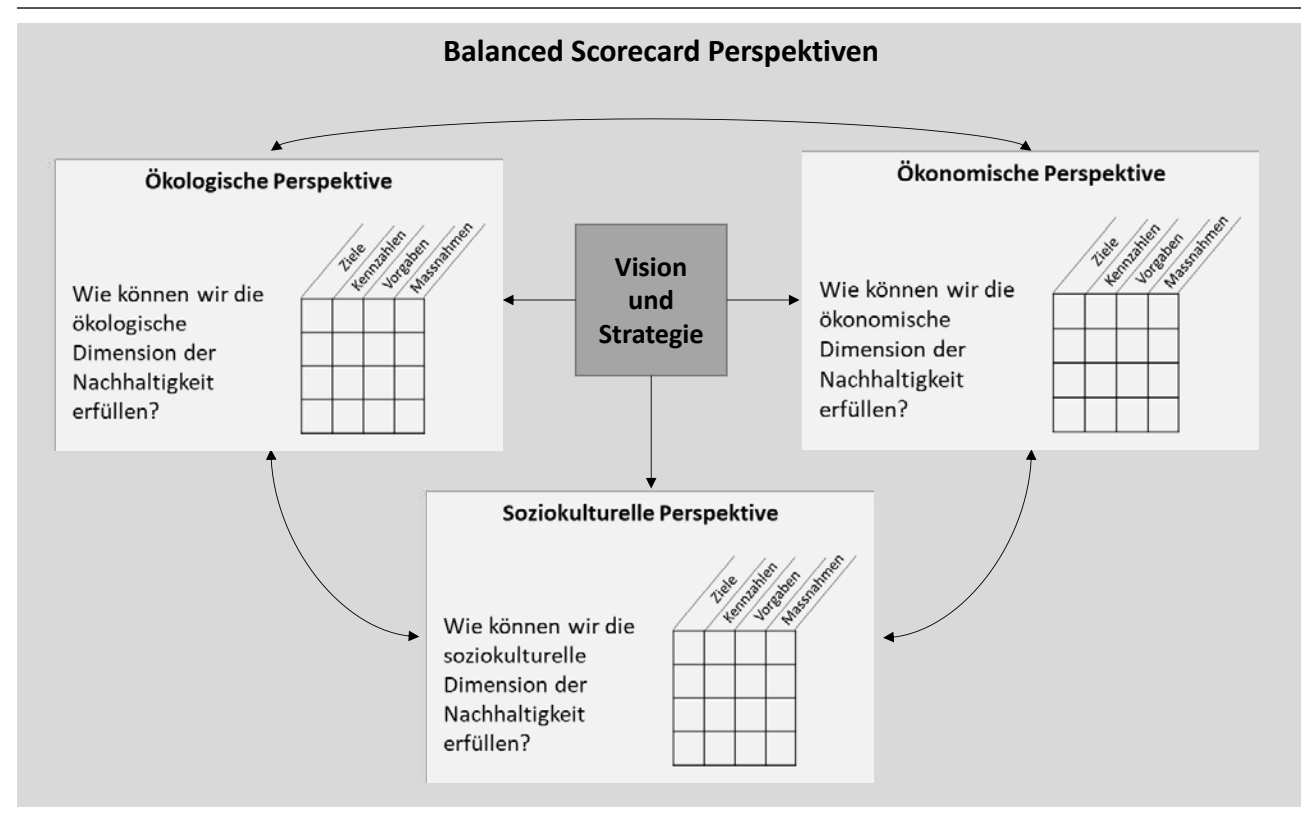 Balanced Scorecard Perspektiven
Ökologische Perspektive
Ziele
Kennzahlen
Vorgaben
Massnahmen
Wie können wir die
ökologische
Dimension der
Nachhaltigkeit
erfüllen?
Vision
und
Strategie
Ökonomische Perspektive
Ziele
Kennzahlen
Vorgaben
Massnahmen
Wie können wir die
ökonomische
Dimension der
Nachhaltigkeit
erfüllen?
Soziokulturelle Perspektive
Ziele
Kennzahlen
Vorgaben
Massnahmen
Wie können wir die
soziokulturelle
Dimension der
Nachhaltigkeit
erfüllen?